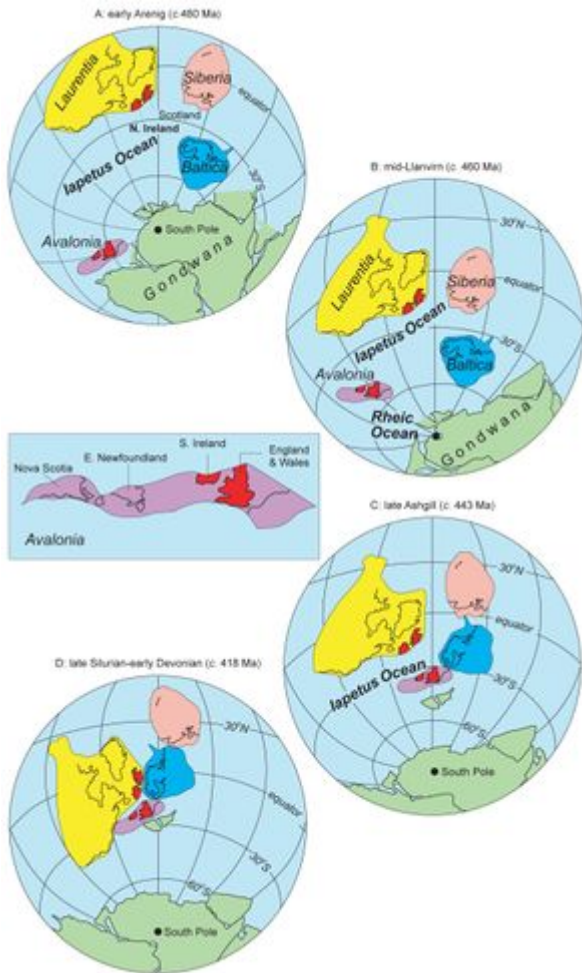 A: early Arenig (c.480 Ma)
Laurentia
Siberia
equator
Scotland
N. Ireland
Iapetus Ocean
Baltica
30°S
Avalonia
South Pole
Gondwana
B: mid-Llanvirn (c. 460 Ma)
30°N
Laurentia
Siberia
equator
Iapetus Ocean
30°S
Baltica
Avalonia
Rheic
Ocean
Gondwana
S. Ireland
England
& Wales
E. Newfoundland
Nova Scotia
Avalonia
C: late Ashgill (c. 443 Ma)
30°N
equator
Iapetus Ocean
30°S
60°S
South Pole
D: late Silurian-early Devonian (c. 418 Ma)
30°N
equator
30°S
60°S
South Pole